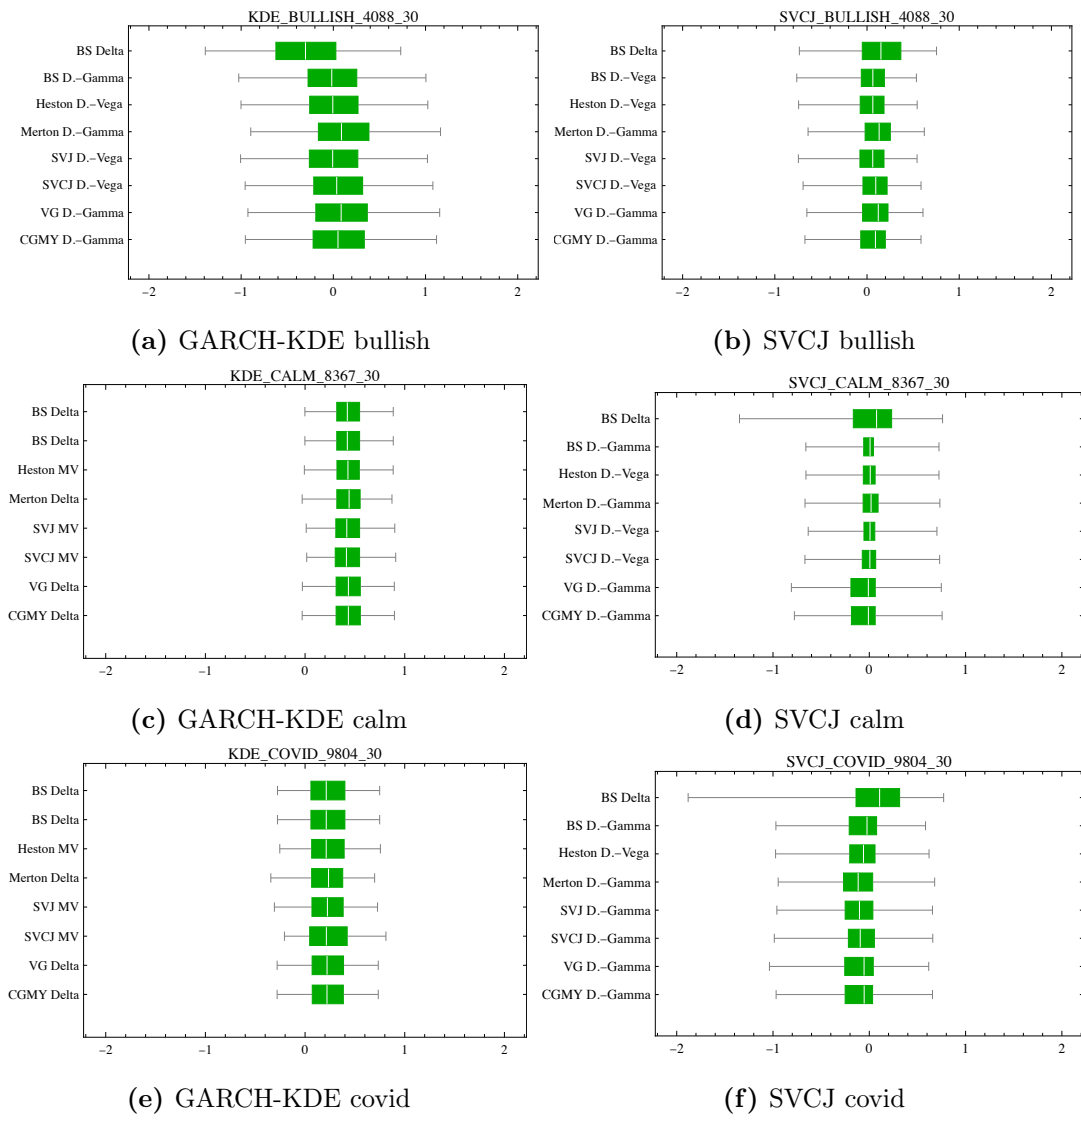 KDE_BULLISH_4088_30
BS Delta
BS D.-Gamma
Heston D.-Vega
Merton D.-Gamma
SVJ D.-Vega
SVCJ D.-Vega
VG D.-Gamma
CGMY D.-Gamma
-2 -1 0 1 2
(a) GARCH-KDE bullish
SVCJ_BULLISH_4088_30
BS Delta
BS D.-Vega
Heston D.-Vega
Merton D.-Gamma
SVJ D.-Vega
SVCJ D.-Vega
VG D.-Gamma
CGMY D.-Gamma
-2 -1 0 1 2
(b) SVCJ bullish
KDE_CALM_8367_30
BS Delta
BS Delta
Heston MV
Merton Delta
SVJ MV
SVCJ MV
VG Delta
CGMY Delta
-2 -1 0 1 2
(c) GARCH-KDE calm
SVCJ_CALM_8367_30
BS Delta
BS D.-Gamma
Heston D.-Vega
Merton D.-Gamma
SVJ D.-Vega
SVCJ D.-Vega
VG D.-Gamma
CGMY D.-Gamma
-2 -1 0 1 2
(d) SVCJ calm
KDE_COVID_9804_30
BS Delta
BS Delta
Heston MV
Merton Delta
SVJ MV
SVCJ MV
VG Delta
CGMY Delta
-2 -1 0 1 2
(e) GARCH-KDE covid
SVCJ_COVID_9804_30
BS Delta
BS D.-Gamma
Heston D.-Vega
Merton D.-Gamma
SVJ D.-Gamma
SVCJ D.-Gamma
VG D.-Gamma
CGMY D.-Gamma
-2 -1 0 1 2
(f) SVCJ covid